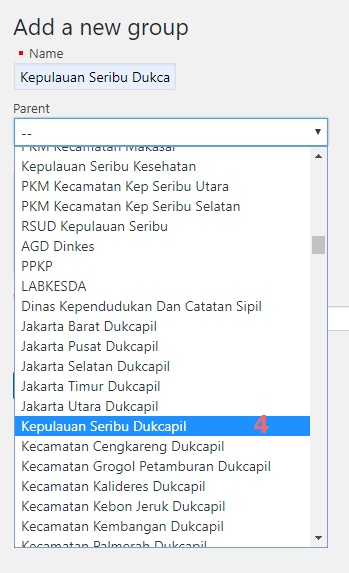 Add a new group
Name
Kepulauan Seribu Dukca
Parent
--
PKM Kecamatan Makasar
Kepulauan Seribu Kesehatan
PKM Kecamatan Kep Seribu Utara
PKM Kecamatan Kep Seribu Selatan
RSUD Kepulauan Seribu
AGD Dinkes
PPKP
LABKESDA
Dinas Kependudukan Dan Catatan Sipil
Jakarta Barat Dukcapil
Jakarta Pusat Dukcapil
Jakarta Selatan Dukcapil
Jakarta Timur Dukcapil
Jakarta Utara Dukcapil
Kepulauan Seribu Dukcapil 4
Kecamatan Cengkareng Dukcapil
Kecamatan Grogol Petamburan Dukcapil
Kecamatan Kalideres Dukcapil
Kecamatan Kebon Jeruk Dukcapil
Kecamatan Kembangan Dukcapil
Kecamatan Palmerah Dukcapil